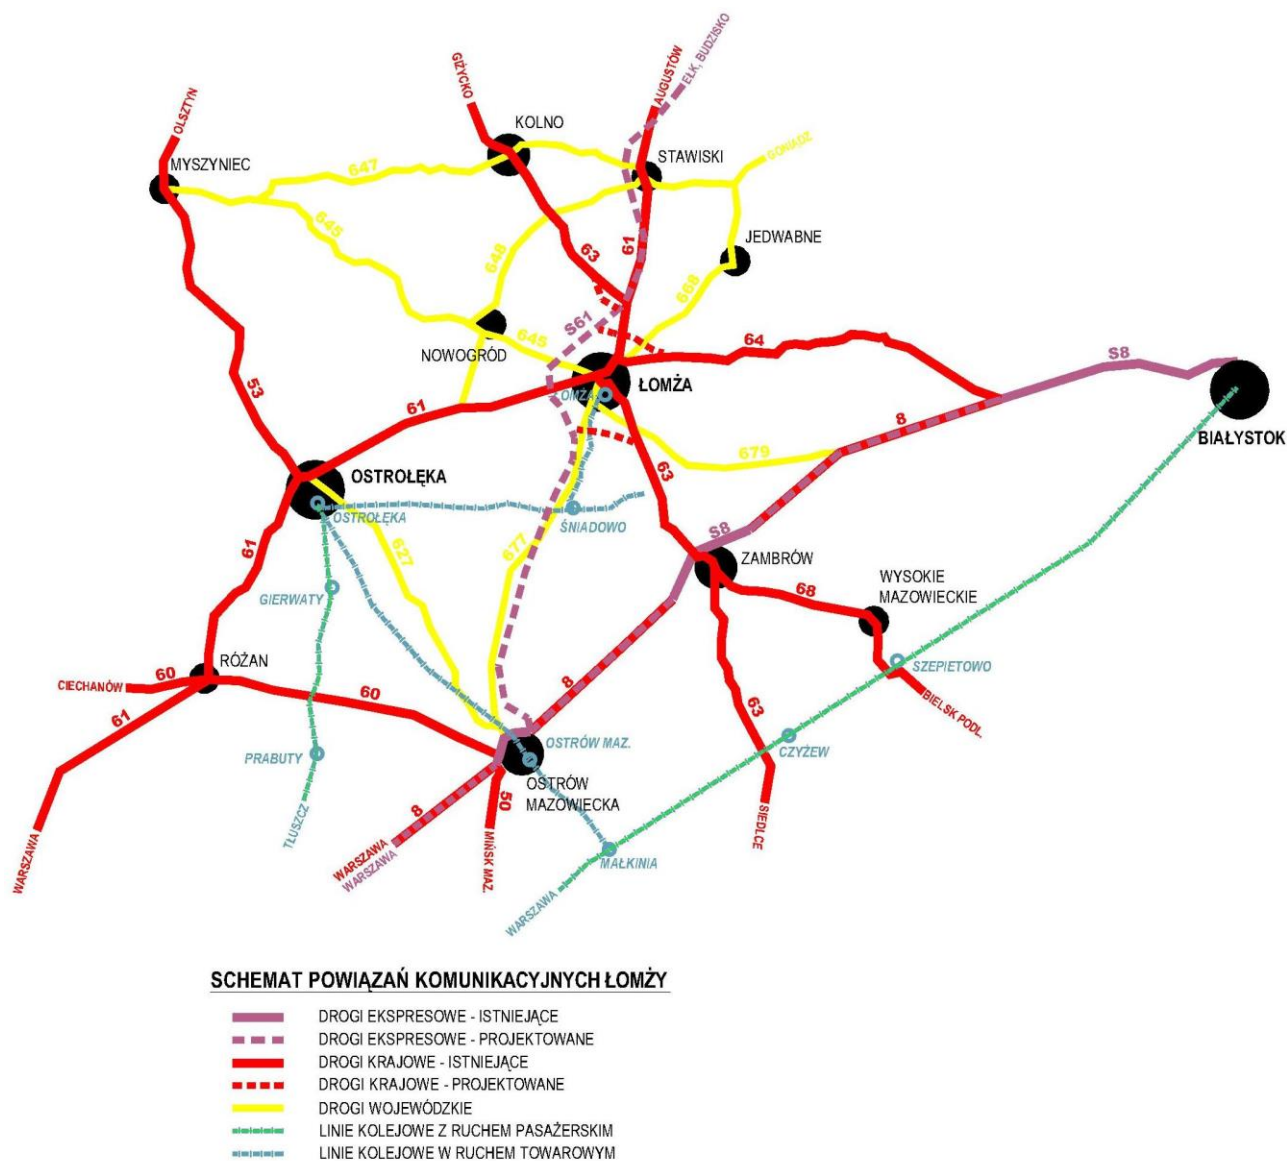 EŁK, BUDZISKO
AUGUSTÓW
GIŻYCKO
OLSZTYN
KOLNO
STAWISKI
GONIĄDZ
MYSZYNIEC
647
645
648
63
61
JEDWABNE
668
S61
645
NOWOGRÓD
64
S8
ŁOMŻA
ŁOMŻA
53
61
8
BIAŁYSTOK
679
63
OSTROŁĘKA
OSTROŁĘKA
ŚNIADOWO
S8
61
627
677
ZAMBRÓW
68
WYSOKIE
MAZOWIECKIE
GIERWATY
RÓŻAN
60
CIECHANÓW
61
60
8
63
SZEPIETOWO
BIELSK PODL.
PRABUTY
OSTRÓW MAZ.
CZYŻEW
OSTRÓW
MAZOWIECKA
TŁUSZCZ
8
50
SIEDLCE
WARSZAWA
WARSZAWA
WARSZAWA
MIŃSK MAZ.
MAŁKINIA
WARSZAWA
SCHEMAT POWIĄZAŃ KOMUNIKACYJNYCH ŁOMŻY
DROGI EKSPRESOWE - ISTNIEJĄCE
DROGI EKSPRESOWE - PROJEKTOWANE
DROGI KRAJOWE - ISTNIEJĄCE
DROGI KRAJOWE - PROJEKTOWANE
DROGI WOJEWÓDZKIE
LINIE KOLEJOWE Z RUCHEM PASAŻERSKIM
LINIE KOLEJOWE W RUCHEM TOWAROWYM